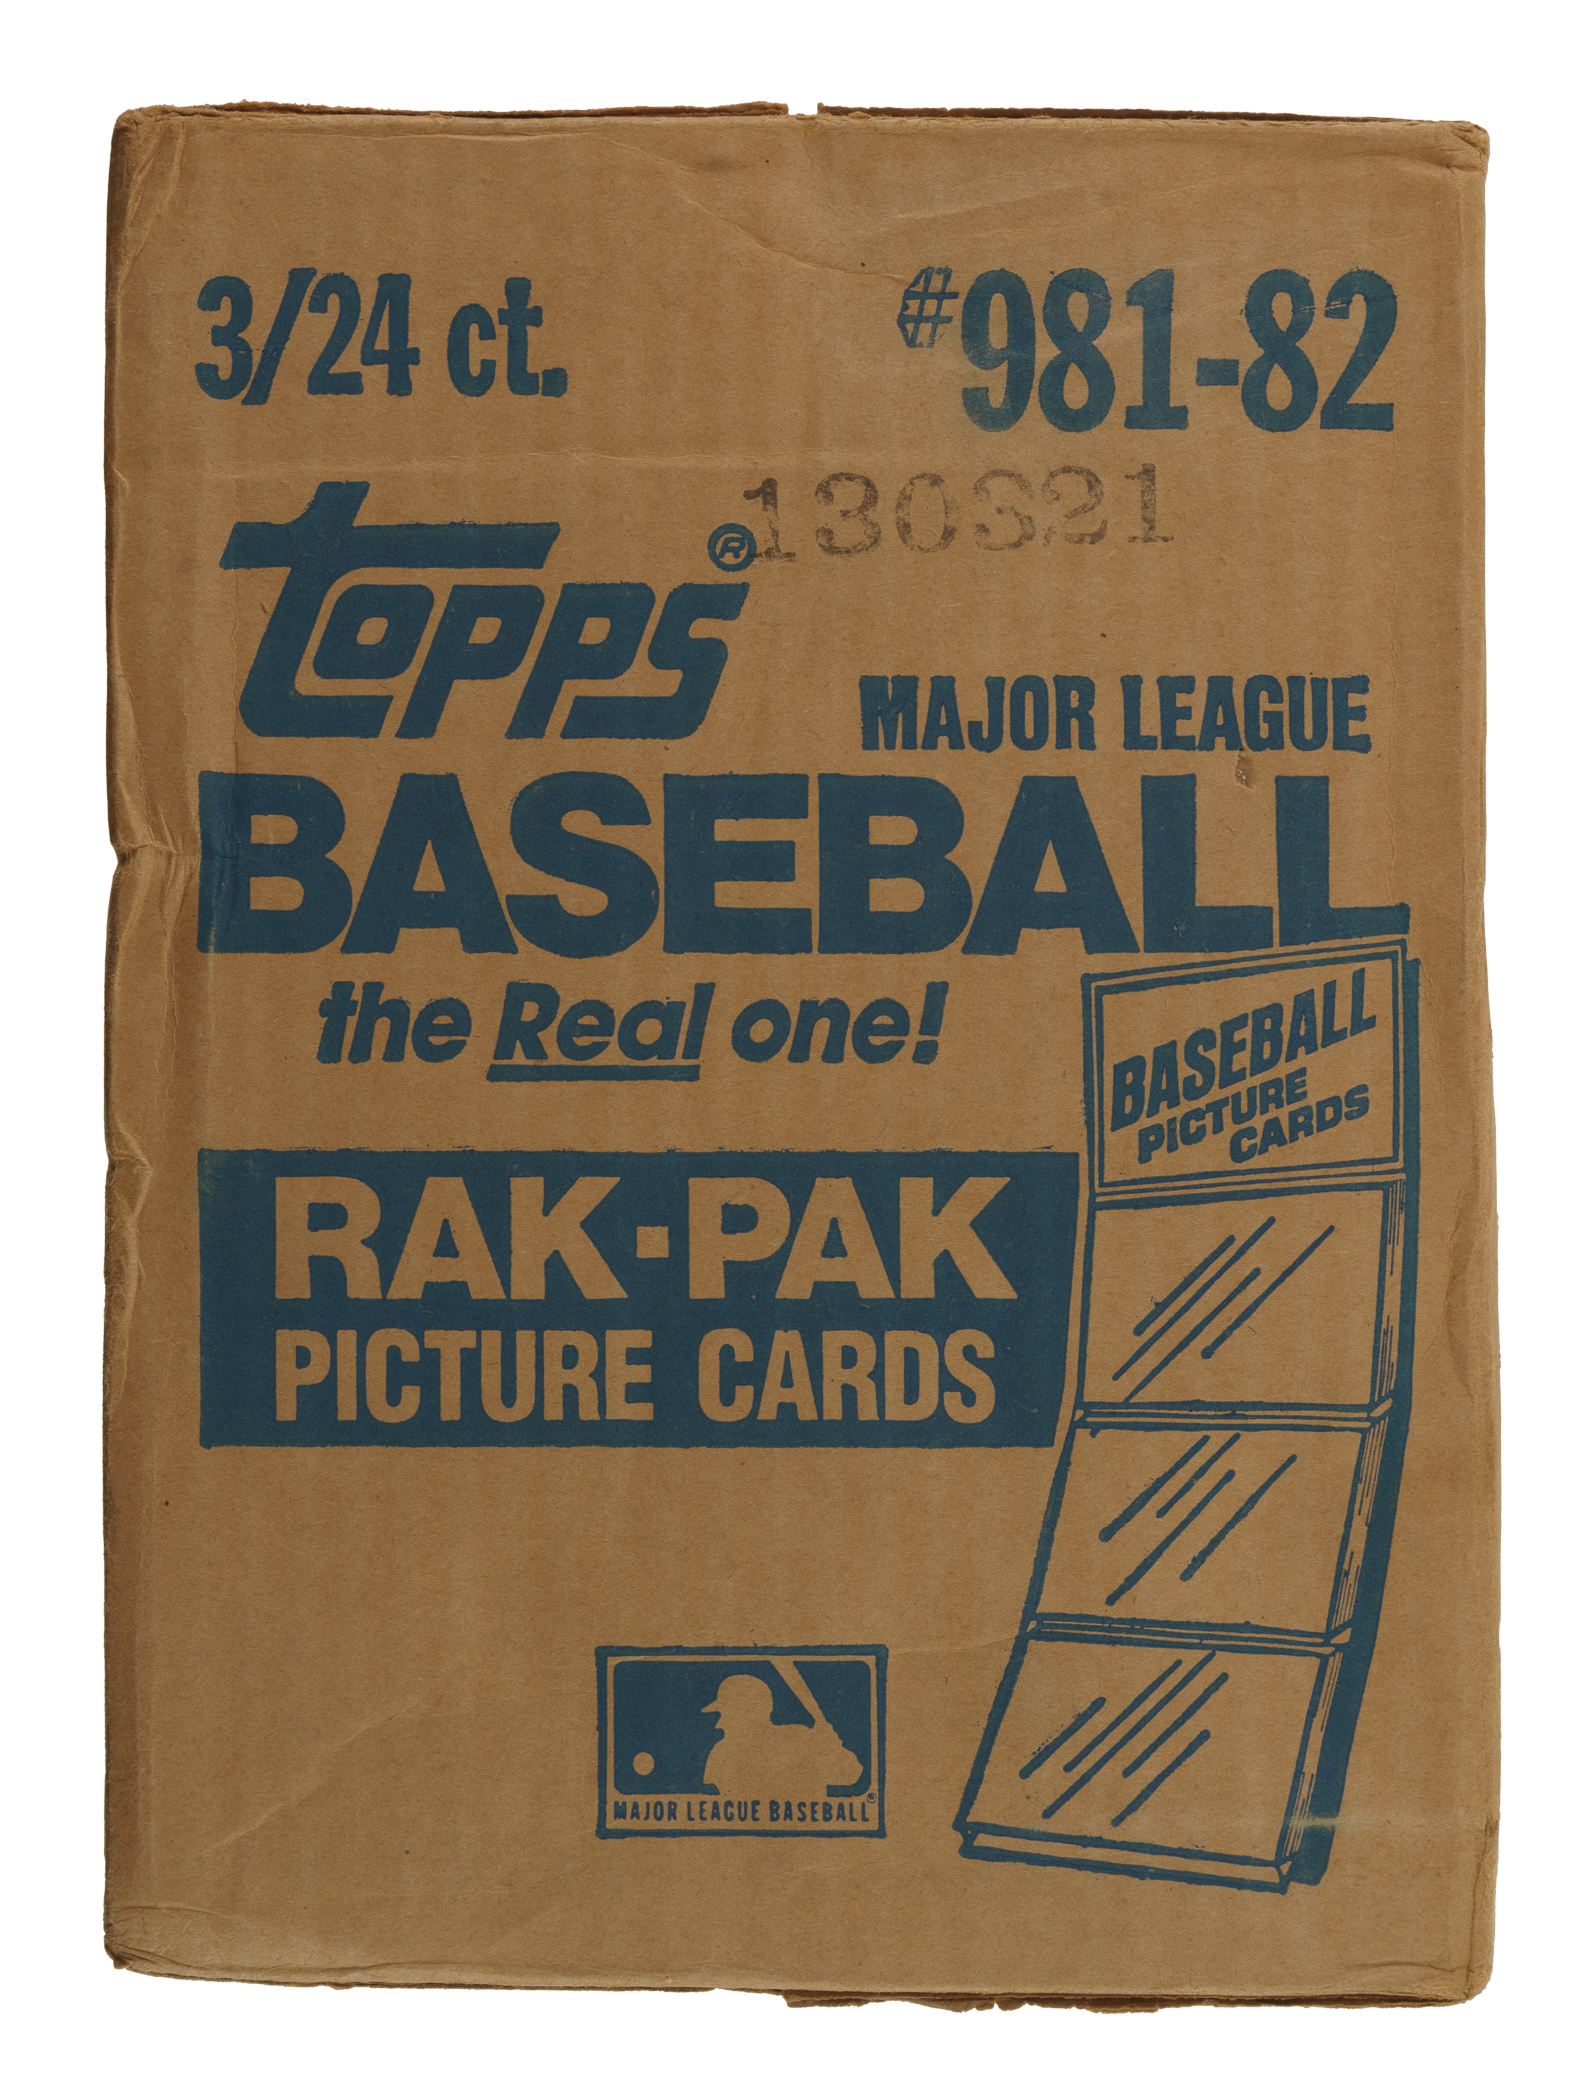 3/24 ct.
#981-82
130321
topps®
MAJOR LEAGUE
BASEBALL
the Real one!
BASEBALL
PICTURE
CARDS
RAK-PAK
PICTURE CARDS
MAJOR LEAGUE BASEBALL®